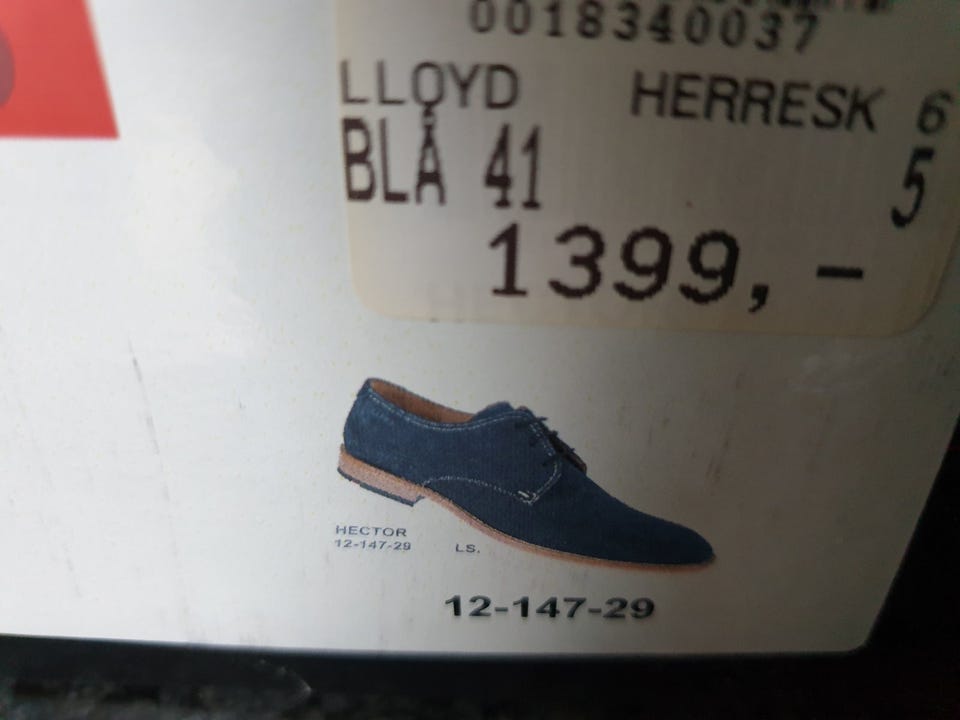 0018340037
LLOYD HERRESK 6
BLÅ 41 5
1399,-
HECTOR
12-147-29 LS.
12-147-29